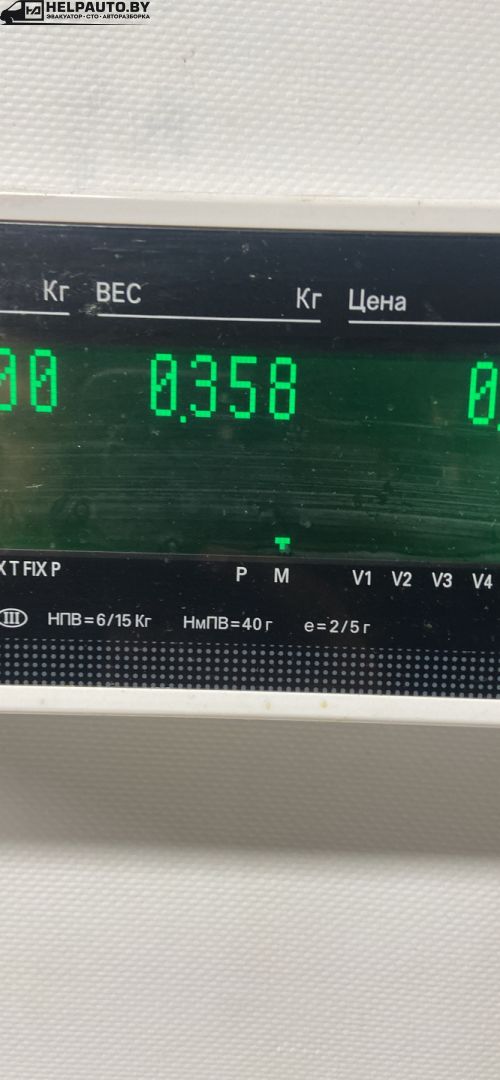 HELPAUTO.BY
ЭВАКУАТОР · СТО · АВТОРАЗБОРКА
Кг ВЕС Кг Цена
00 0.358 0.
X T FIX P P M V1 V2 V3 V4
III НПВ=6/15 Кг НмПВ=40 г e=2/5 г